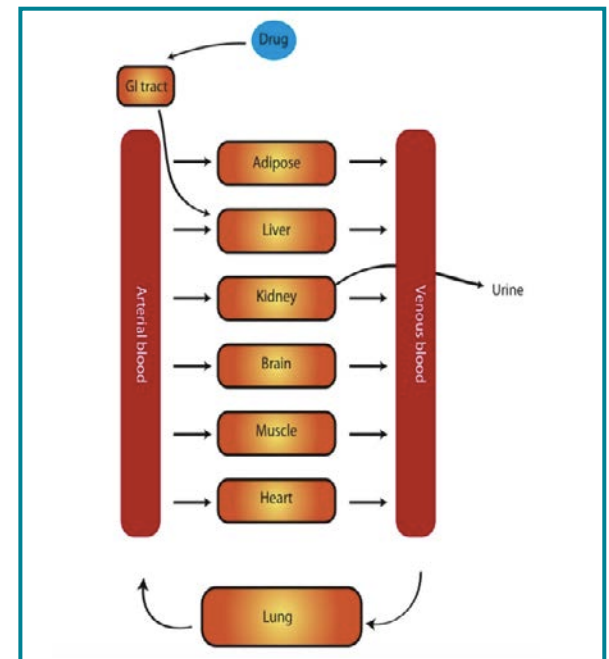 Drug
GI tract
Adipose
Liver
Kidney
Urine
Arterial blood
Venous blood
Brain
Muscle
Heart
Lung